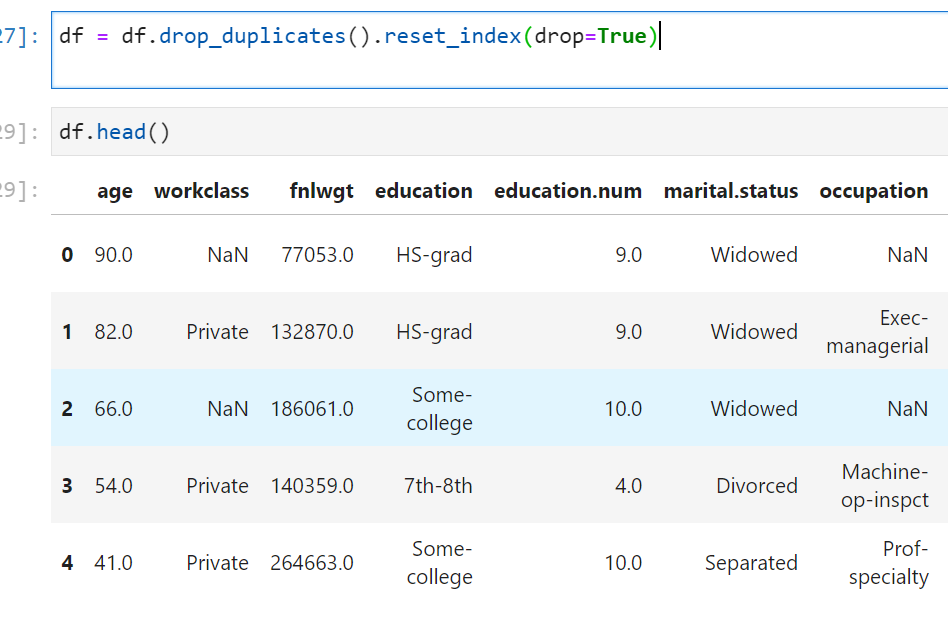 27]: df = df.drop_duplicates().reset_index(drop=True)
29]: df.head()
29]: age workclass fnlwgt education education.num marital.status occupation
0 90.0 NaN 77053.0 HS-grad 9.0 Widowed NaN
1 82.0 Private 132870.0 HS-grad 9.0 Widowed Exec-
managerial
2 66.0 NaN 186061.0 Some-
college 10.0 Widowed NaN
3 54.0 Private 140359.0 7th-8th 4.0 Divorced Machine-
op-inspct
4 41.0 Private 264663.0 Some-
college 10.0 Separated Prof-
specialty